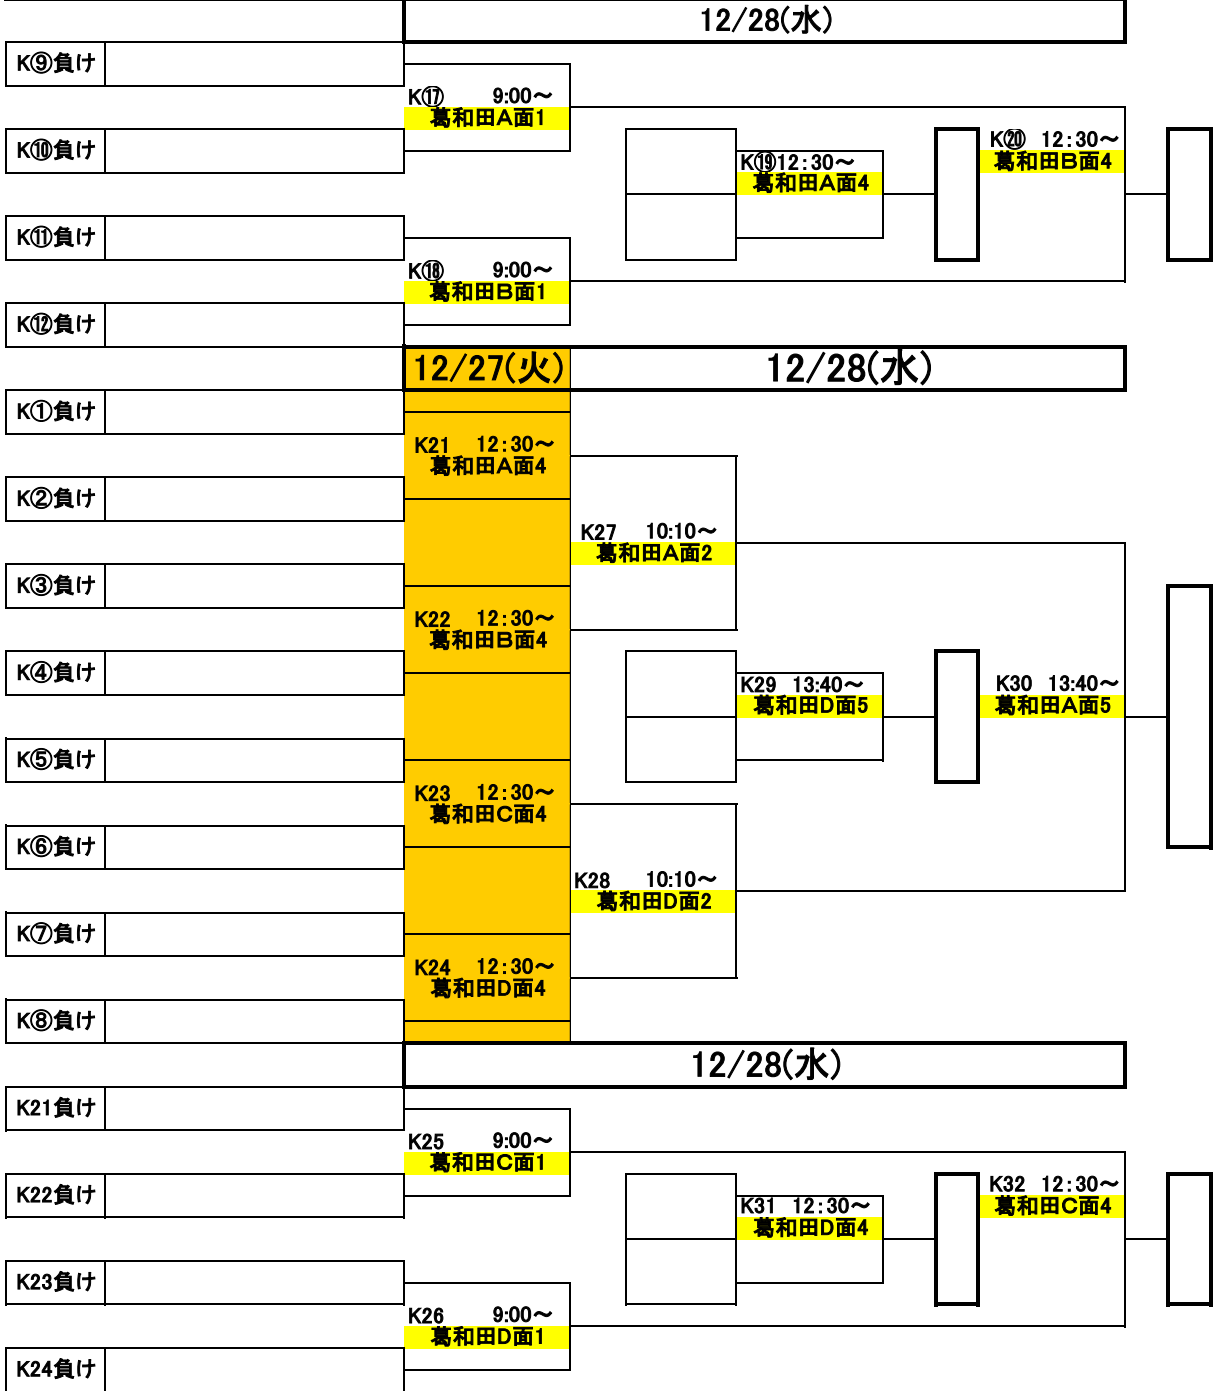 12/28(水)
K⑨負け
K⑰ 9:00～
葛和田A面1
K⑩負け
K⑲12:30～
葛和田A面4
K⑳ 12:30～
葛和田B面4
K⑪負け
K⑱ 9:00～
葛和田B面1
K⑫負け
12/27(火)
12/28(水)
K①負け
K21 12:30～
葛和田A面4
K②負け
K27 10:10～
葛和田A面2
K③負け
K22 12:30～
葛和田B面4
K④負け
K29 13:40～
葛和田D面5
K30 13:40～
葛和田A面5
K⑤負け
K23 12:30～
葛和田C面4
K⑥負け
K28 10:10～
葛和田D面2
K⑦負け
K24 12:30～
葛和田D面4
K⑧負け
12/28(水)
K21負け
K25 9:00～
葛和田C面1
K22負け
K31 12:30～
葛和田D面4
K32 12:30～
葛和田C面4
K23負け
K26 9:00～
葛和田D面1
K24負け